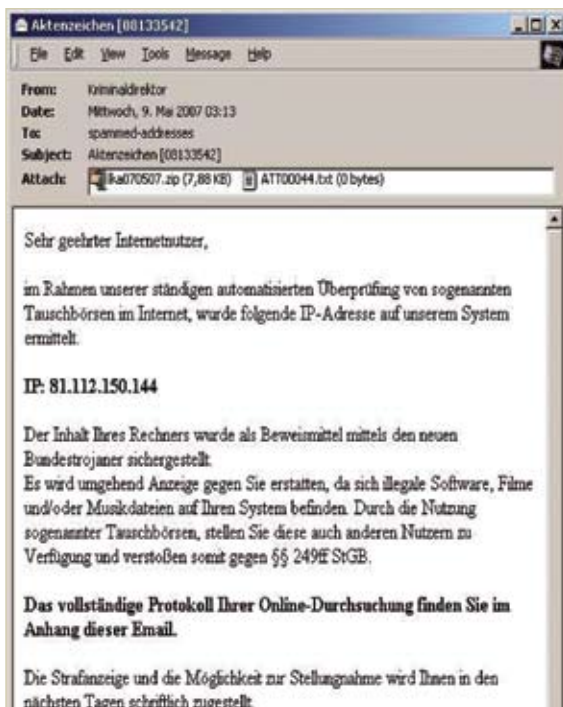 Aktenzeichen [08133542]
File Edit View Tools Message Help
From: Kriminaldirektor
Date: Mittwoch, 9. Mai 2007 03:13
To: spammed-addresses
Subject: Aktenzeichen [08133542]
Attach: lka070507.zip (7,88 KB) ATT00044.txt (0 bytes)
Sehr geehrter Internetnutzer,
im Rahmen unserer ständigen automatisierten Überprüfung von sogenannten
Tauschbörsen im Internet, wurde folgende IP-Adresse auf unserem System
ermittelt.
IP: 81.112.150.144
Der Inhalt Ihres Rechners wurde als Beweismittel mittels den neuen
Bundestrojaner sichergestellt.
Es wird umgehend Anzeige gegen Sie erstatten, da sich illegale Software, Filme
und/oder Musikdateien auf Ihren System befinden. Durch die Nutzung
sogenannter Tauschbörsen, stellen Sie diese auch anderen Nutzern zu
Verfügung und verstoßen somit gegen §§ 249ff StGB.
Das vollständige Protokoll Ihrer Online-Durchsuchung finden Sie im
Anhang dieser Email.
Die Strafanzeige und die Möglichkeit zur Stellungnahme wird Ihnen in den
nächsten Tagen schriftlich zugestellt.